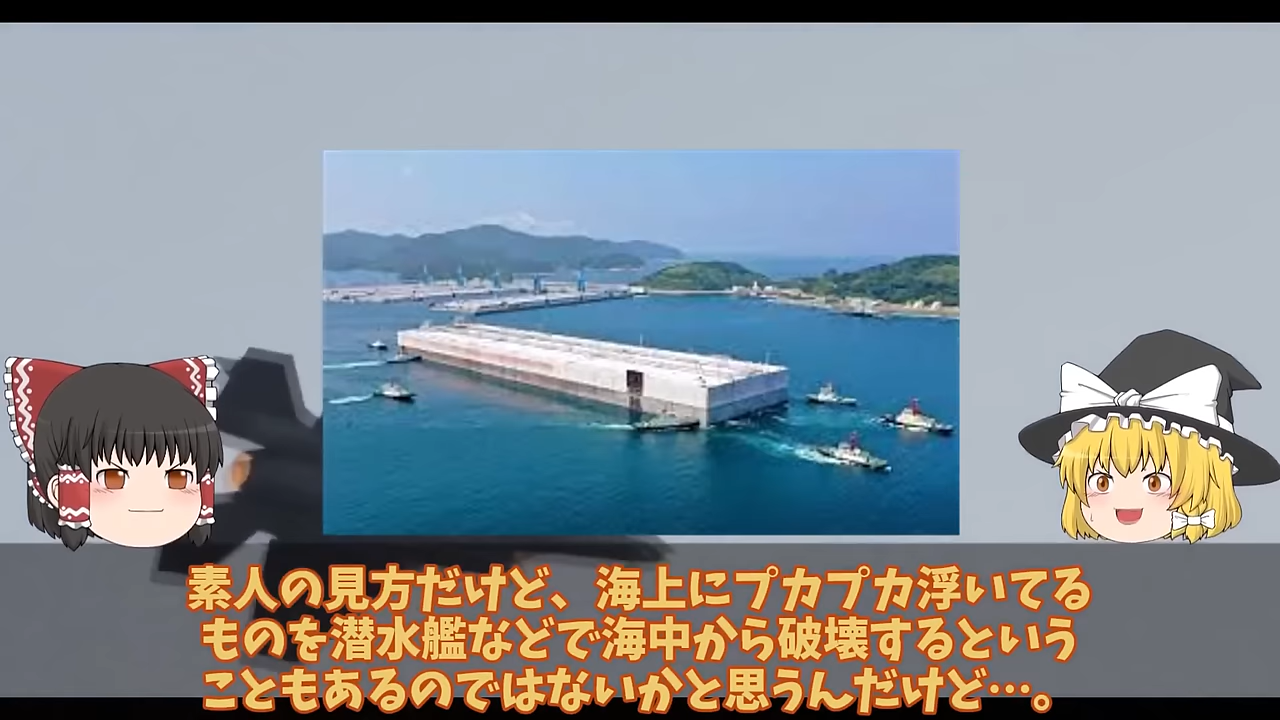 素人の見方だけど、海上にプカプカ浮いてる
ものを潜水艦などで海中から破壊するという
こともあるのではないかと思うんだけど…。